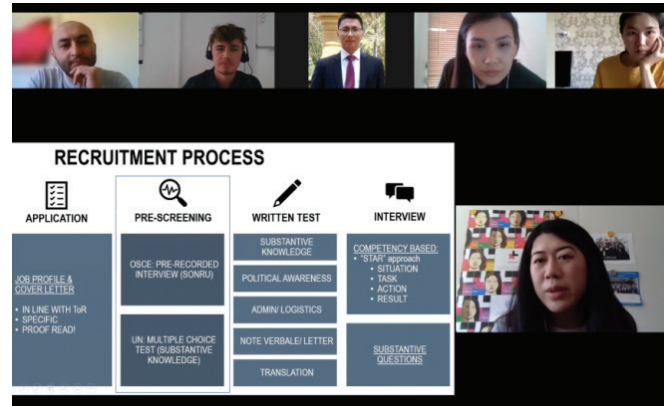 RECRUITMENT PROCESS
APPLICATION
JOB PROFILE &
COVER LETTER
• IN LINE WITH ToR
• SPECIFIC
• PROOF READ!
PRE-SCREENING
OSCE: PRE-RECORDED
INTERVIEW (SONRU)
UN: MULTIPLE CHOICE
TEST (SUBSTANTIVE
KNOWLEDGE)
WRITTEN TEST
SUBSTANTIVE
KNOWLEDGE
POLITICAL AWARENESS
ADMIN/ LOGISTICS
NOTE VERBALE/ LETTER
TRANSLATION
INTERVIEW
COMPETENCY BASED:
• "STAR" approach
• SITUATION
• TASK
• ACTION
• RESULT
SUBSTANTIVE
QUESTIONS